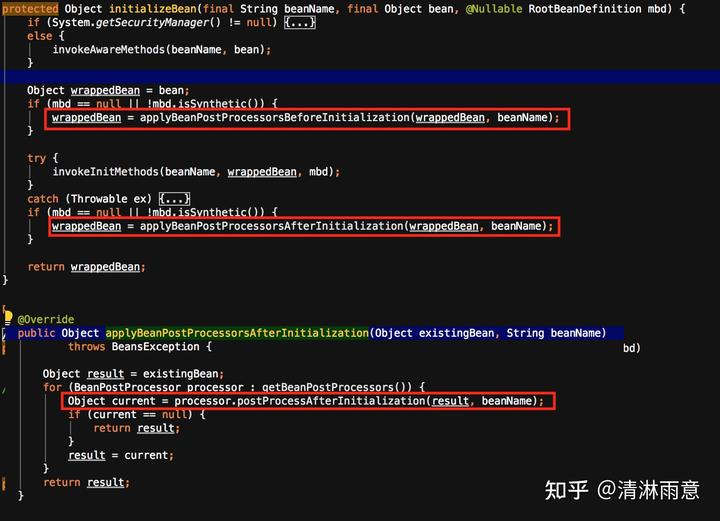 protected Object initializeBean(final String beanName, final Object bean, @Nullable RootBeanDefinition mbd) {
if (System.getSecurityManager() != null) {...}
else {
invokeAwareMethods(beanName, bean);
}
Object wrappedBean = bean;
if (mbd == null || !mbd.isSynthetic()) {
wrappedBean = applyBeanPostProcessorsBeforeInitialization(wrappedBean, beanName);
}
try {
invokeInitMethods(beanName, wrappedBean, mbd);
}
catch (Throwable ex) {...}
if (mbd == null || !mbd.isSynthetic()) {
wrappedBean = applyBeanPostProcessorsAfterInitialization(wrappedBean, beanName);
}
return wrappedBean;
}
@Override
public Object applyBeanPostProcessorsAfterInitialization(Object existingBean, String beanName)
throws BeansException {
bd)
Object result = existingBean;
for (BeanPostProcessor processor : getBeanPostProcessors()) {
Object current = processor.postProcessAfterInitialization(result, beanName);
if (current == null) {
return result;
}
result = current;
}
return result;
}
知乎 @清淋雨意